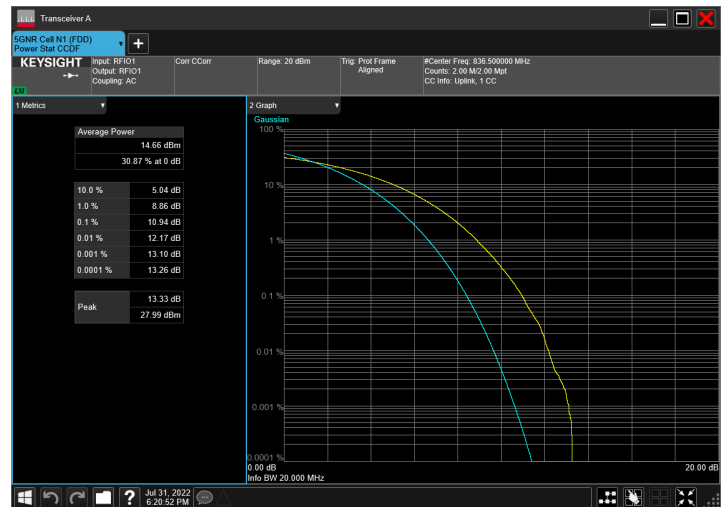 Transceiver A
5GNR Cell N1 (FDD)
Power Stat CCDF
KEYSIGHT
LXI
Input: RFIO1
Output: RFIO1
Coupling: AC
Corr CCorr
Range: 20 dBm
Trig: Prot Frame
Aligned
#Center Freq: 836.500000 MHz
Counts: 2.00 M/2.00 Mpt
CC Info: Uplink, 1 CC
1 Metrics
Average Power
14.66 dBm
30.87 % at 0 dB
10.0 % 5.04 dB
1.0 % 8.86 dB
0.1 % 10.94 dB
0.01 % 12.17 dB
0.001 % 13.10 dB
0.0001 % 13.26 dB
Peak
13.33 dB
27.99 dBm
2 Graph
Gaussian
100 %
10 %
1 %
0.1 %
0.01 %
0.001 %
0.0001 %
0.00 dB 20.00 dB
Info BW 20.000 MHz
?
Jul 31, 2022
6:20:52 PM